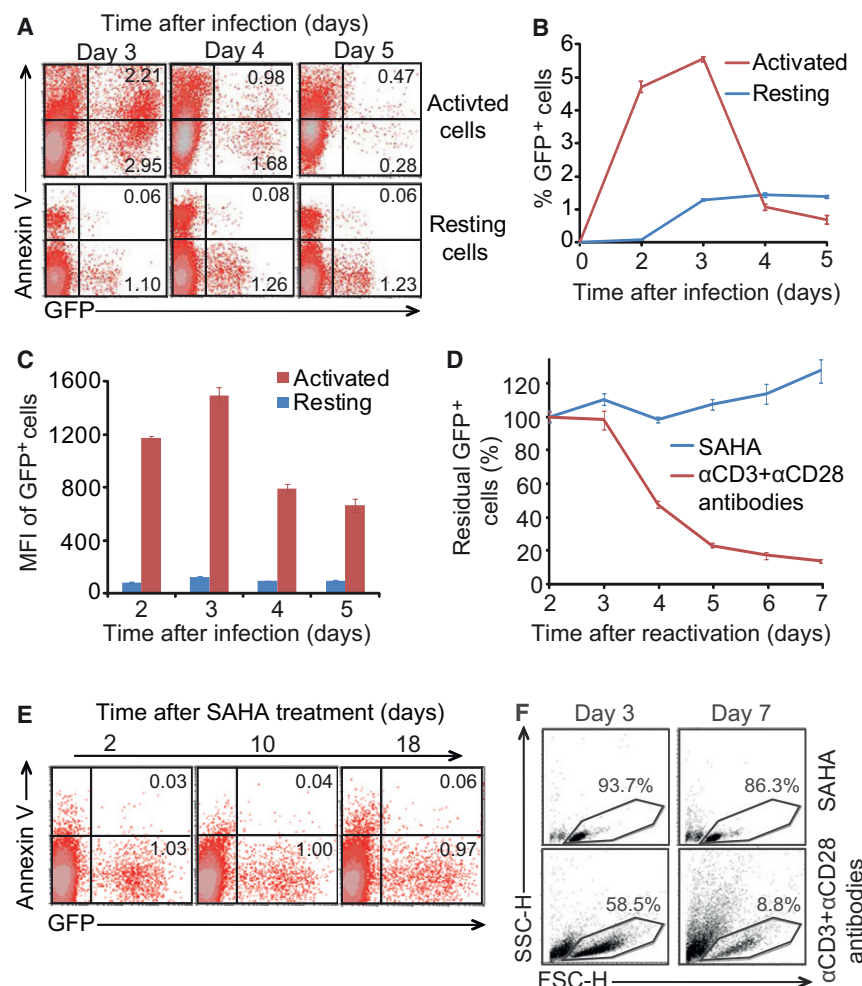 A
Time after infection (days)
Day 3 Day 4 Day 5
Annexin V
2.21 0.98 0.47
2.95 1.68 0.28
Activted cells
0.06 0.08 0.06
1.10 1.26 1.23
Resting cells
GFP
B
6
5
4
3
2
1
0
% GFP+ cells
Activated
Resting
0 2 3 4 5
Time after infection (days)
C
1600
1200
800
400
0
MFI of GFP+ cells
Activated
Resting
2 3 4 5
Time after infection (days)
D
120
100
80
60
40
20
0
Residual GFP+ cells (%)
SAHA
αCD3+αCD28 antibodies
2 3 4 5 6 7
Time after reactivation (days)
E
Time after SAHA treatment (days)
2 10 18
Annexin V
0.03 0.04 0.06
1.03 1.00 0.97
GFP
F
Day 3 Day 7
93.7% 86.3%
SAHA
58.5% 8.8%
αCD3+αCD28 antibodies
SSC-H
FSC-H